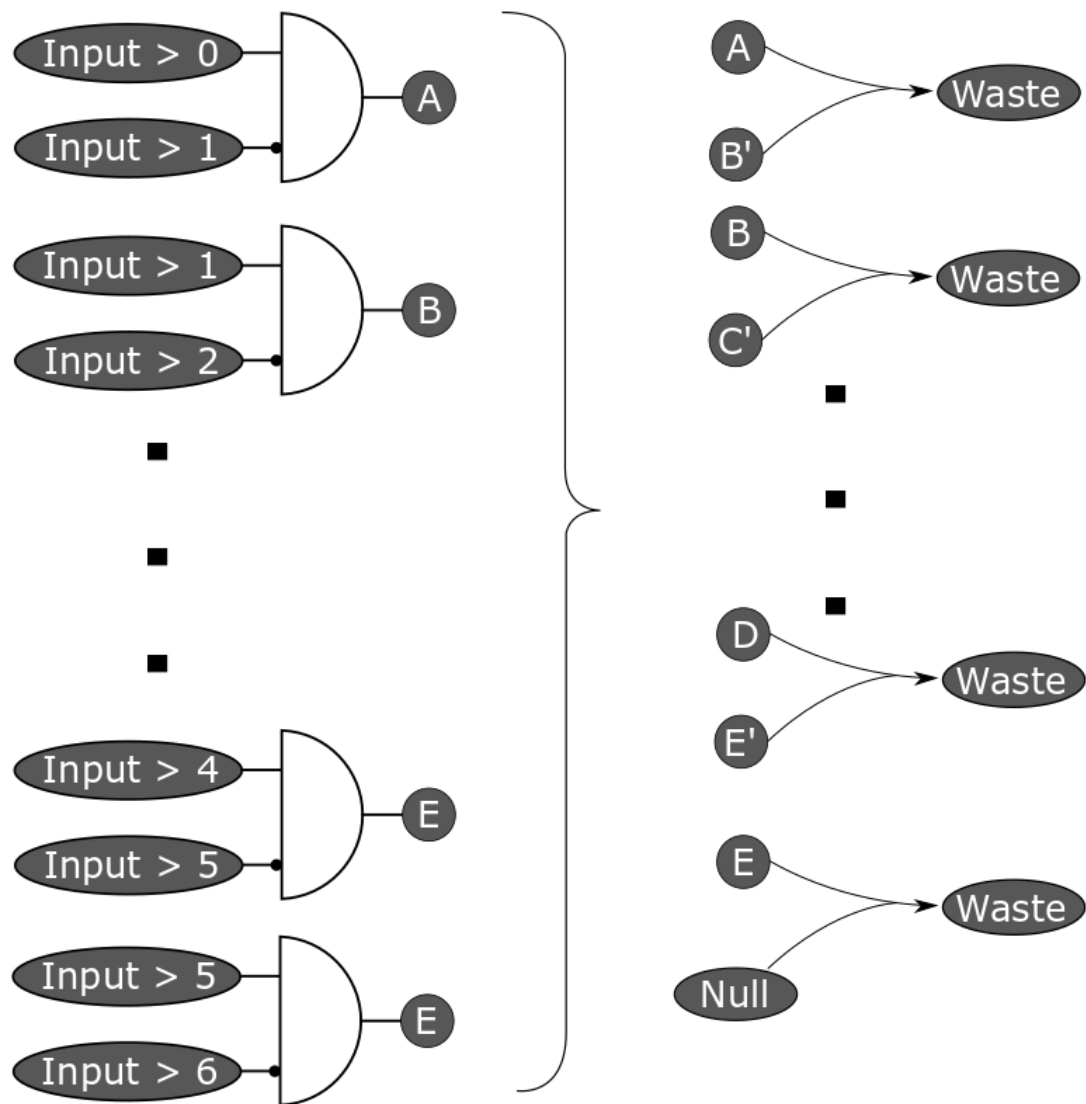 Input > 0
Input > 1
A
Input > 1
Input > 2
B
Input > 4
Input > 5
E
Input > 5
Input > 6
E
A
B'
Waste
B
C'
Waste
D
E'
Waste
E
Null
Waste